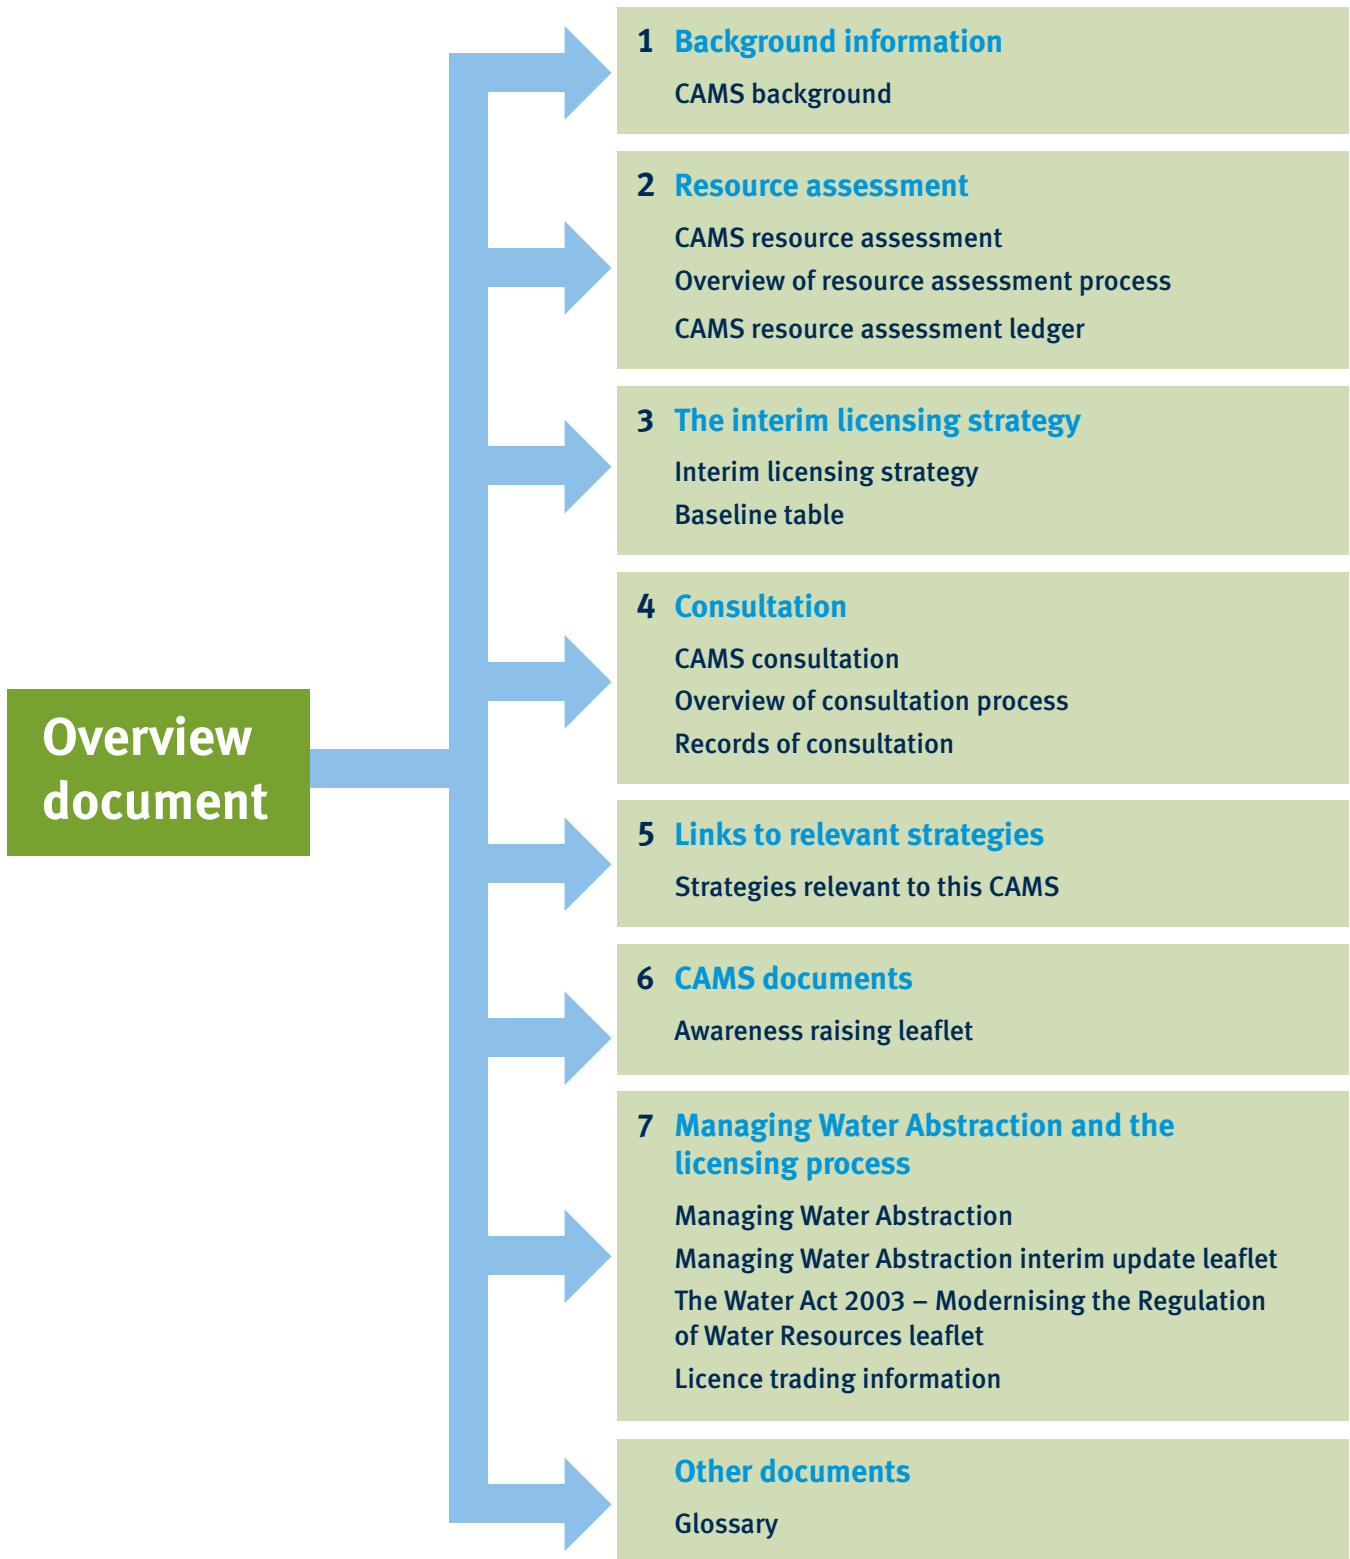 Overview
document
1 Background information
CAMS background
2 Resource assessment
CAMS resource assessment
Overview of resource assessment process
CAMS resource assessment ledger
3 The interim licensing strategy
Interim licensing strategy
Baseline table
4 Consultation
CAMS consultation
Overview of consultation process
Records of consultation
5 Links to relevant strategies
Strategies relevant to this CAMS
6 CAMS documents
Awareness raising leaflet
7 Managing Water Abstraction and the
licensing process
Managing Water Abstraction
Managing Water Abstraction interim update leaflet
The Water Act 2003 – Modernising the Regulation
of Water Resources leaflet
Licence trading information
Other documents
Glossary